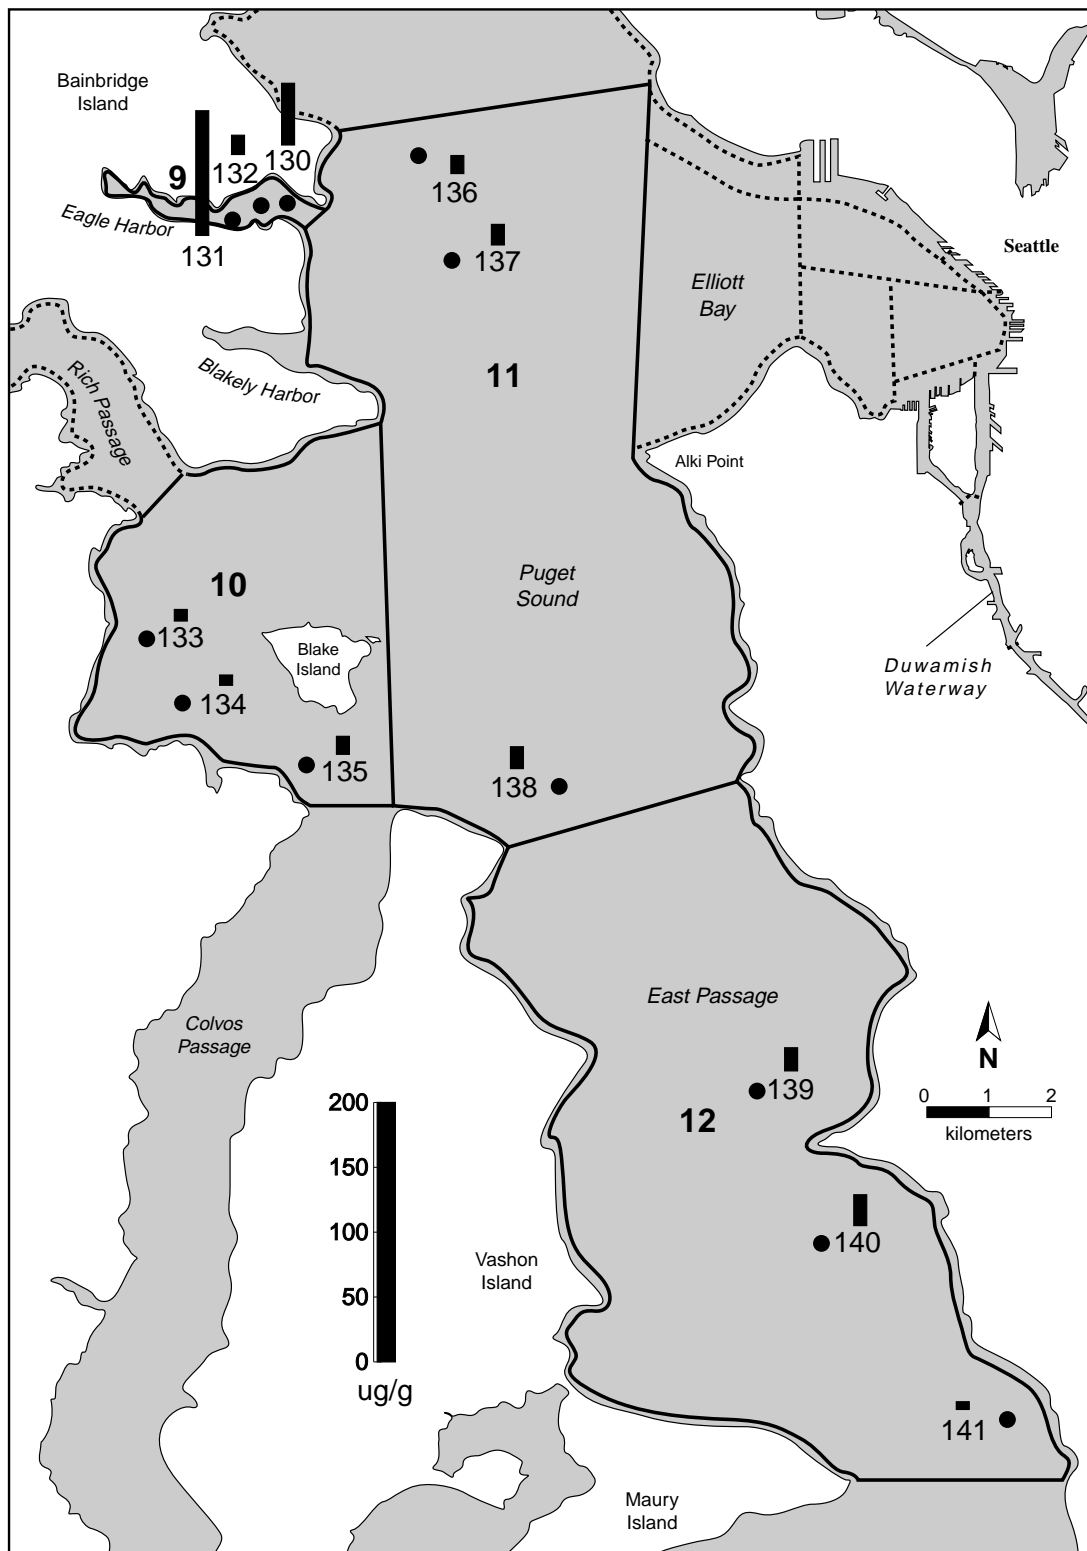 Bainbridge
Island
9
132
130
Eagle Harbor
131
136
137
Elliott
Bay
Seattle
Rich Passage
Blakely Harbor
11
Alki Point
10
Puget
Sound
133
Blake
Island
134
Duwamish
Waterway
135
138
East Passage
Colvos
Passage
N
139
0 1 2
kilometers
12
200
150
100
50
0
ug/g
140
Vashon
Island
141
Maury
Island